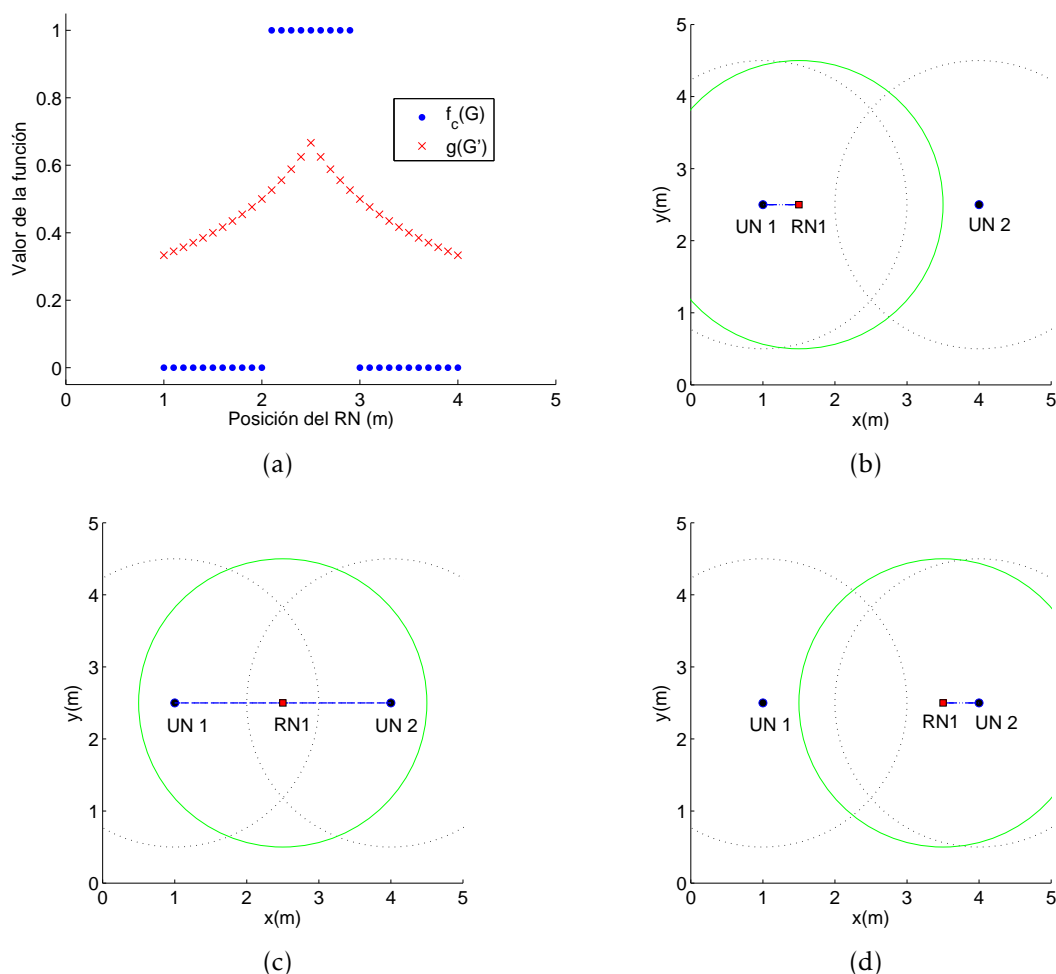 1
0.8
0.6
0.4
0.2
0
Valor de la función
f_c(G)
g(G')
0 1 2 3 4 5
Posición del RN (m)
(a)
5
4
3
2
1
0
y(m)
UN 1 RN1 UN 2
0 1 2 3 4 5
x(m)
(b)
5
4
3
2
1
0
y(m)
UN 1 RN1 UN 2
0 1 2 3 4 5
x(m)
(c)
5
4
3
2
1
0
y(m)
UN 1 RN1 UN 2
0 1 2 3 4 5
x(m)
(d)